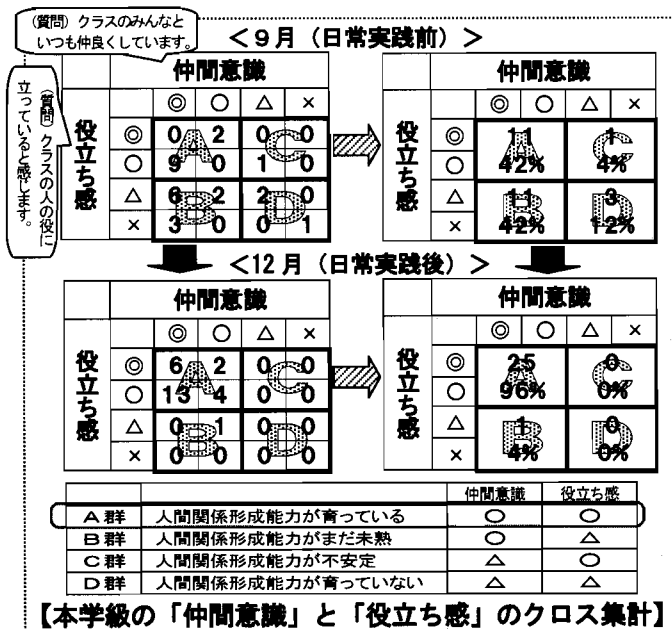 (質問) クラスのみんなと
いつも仲良くしています。
(質問) クラスの人の役に
立っていると感じます。
<9月(日常実践前)>
仲間意識
◎ ○ △ ×
役立ち感
◎ 0 2 0 0
○ 9 0 1 0
△ 6 2 2 0
× 3 0 0 1
A C
B D
仲間意識
◎ ○ △ ×
役立ち感
◎
○
△
×
A 11 42%
C 1 4%
B 11 42%
D 3 12%
<12月(日常実践後)>
仲間意識
◎ ○ △ ×
役立ち感
◎ 6 2 0 0
○ 13 4 0 0
△ 0 1 0 0
× 0 0 0 0
A C
B D
仲間意識
◎ ○ △ ×
役立ち感
◎
○
△
×
A 25 96%
C 0 0%
B 1 4%
D 0 0%
仲間意識 役立ち感
A群 人間関係形成能力が育っている ○ ○
B群 人間関係形成能力がまだ未熟 ○ △
C群 人間関係形成能力が不安定 △ ○
D群 人間関係形成能力が育っていない △ △
【本学級の「仲間意識」と「役立ち感」のクロス集計】